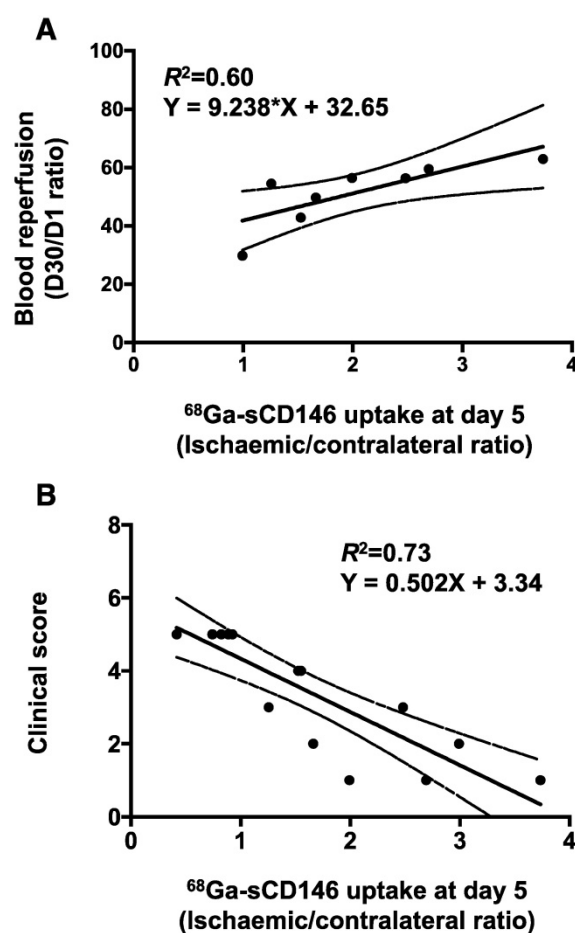 A
R²=0.60
Y = 9.238*X + 32.65
Blood reperfusion
(D30/D1 ratio)
100
80
60
40
20
0
0 1 2 3 4
⁶⁸Ga-sCD146 uptake at day 5
(Ischaemic/contralateral ratio)
B
R²=0.73
Y = 0.502X + 3.34
Clinical score
8
6
4
2
0
0 1 2 3 4
⁶⁸Ga-sCD146 uptake at day 5
(Ischaemic/contralateral ratio)